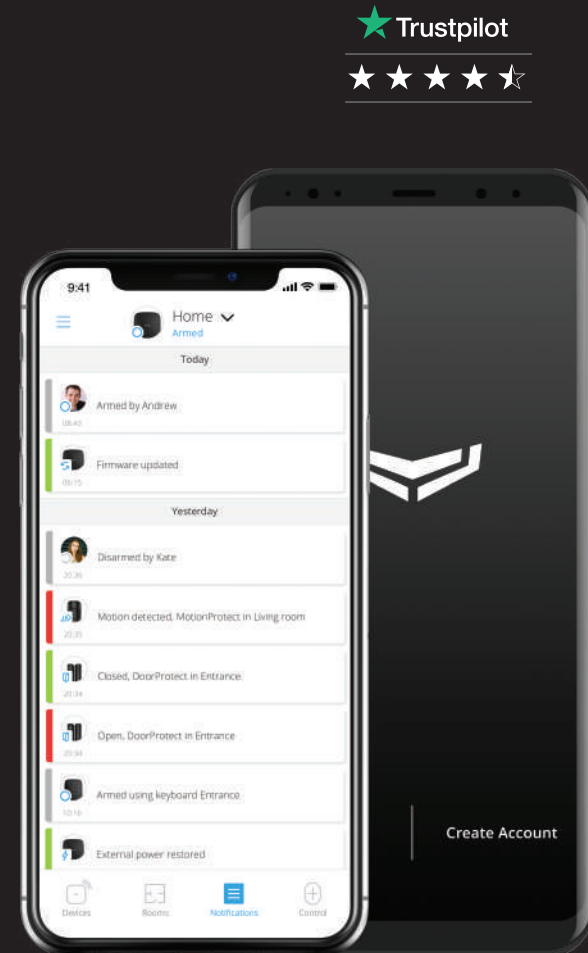 Trustpilot
9:41
Home
Armed
Today
Armed by Andrew
08:43
Firmware updated
06:15
Yesterday
Disarmed by Kate
20:36
Motion detected, MotionProtect in Living room
20:35
Closed, DoorProtect in Entrance
20:34
Open, DoorProtect in Entrance
20:34
Armed using keyboard Entrance
10:16
External power restored
Create Account
Devices
Rooms
Notifications
Control